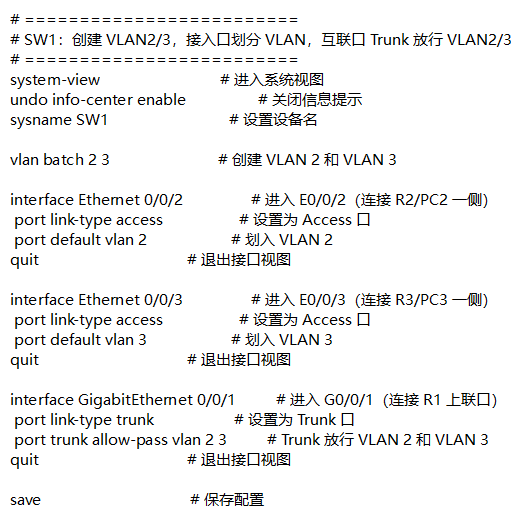 # ==========================
# SW1：创建 VLAN2/3，接入口划分 VLAN，互联口 Trunk 放行 VLAN2/3
# ==========================
system-view # 进入系统视图
undo info-center enable # 关闭信息提示
sysname SW1 # 设置设备名
vlan batch 2 3 # 创建 VLAN 2 和 VLAN 3
interface Ethernet 0/0/2 # 进入 E0/0/2（连接 R2/PC2 一侧）
port link-type access # 设置为 Access 口
port default vlan 2 # 划入 VLAN 2
quit # 退出接口视图
interface Ethernet 0/0/3 # 进入 E0/0/3（连接 R3/PC3 一侧）
port link-type access # 设置为 Access 口
port default vlan 3 # 划入 VLAN 3
quit # 退出接口视图
interface GigabitEthernet 0/0/1 # 进入 G0/0/1（连接 R1 上联口）
port link-type trunk # 设置为 Trunk 口
port trunk allow-pass vlan 2 3 # Trunk 放行 VLAN 2 和 VLAN 3
quit # 退出接口视图
save # 保存配置